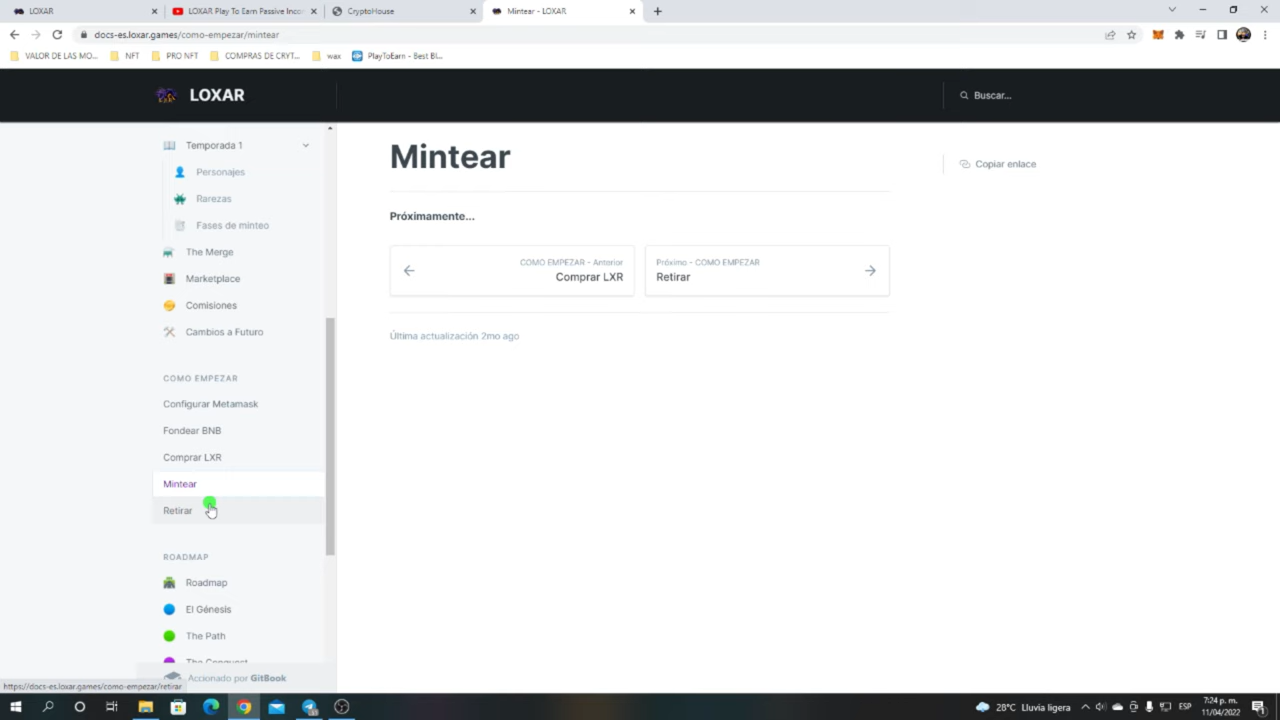 LOXAR
LOXAR Play To Earn Passive Inco
CryptoHouse
Mintear - LOXAR
docs-es.loxar.games/como-empezar/mintear
VALOR DE LAS MO...
NFT
PRO NFT
COMPRAS DE CRYT...
wax
PlayToEarn - Best Bl...
LOXAR
Buscar...
Temporada 1
Personajes
Rarezas
Fases de minteo
The Merge
Marketplace
Comisiones
Cambios a Futuro
COMO EMPEZAR
Configurar Metamask
Fondear BNB
Comprar LXR
Mintear
Retirar
ROADMAP
Roadmap
El Génesis
The Path
The Conquest
Accionado por GitBook
https://docs-es.loxar.games/como-empezar/retirar
Mintear
Copiar enlace
Próximamente...
COMO EMPEZAR - Anterior
Comprar LXR
Próximo - COMO EMPEZAR
Retirar
Última actualización 2mo ago
28°C Lluvia ligera
ESP
7:24 p. m.
11/04/2022